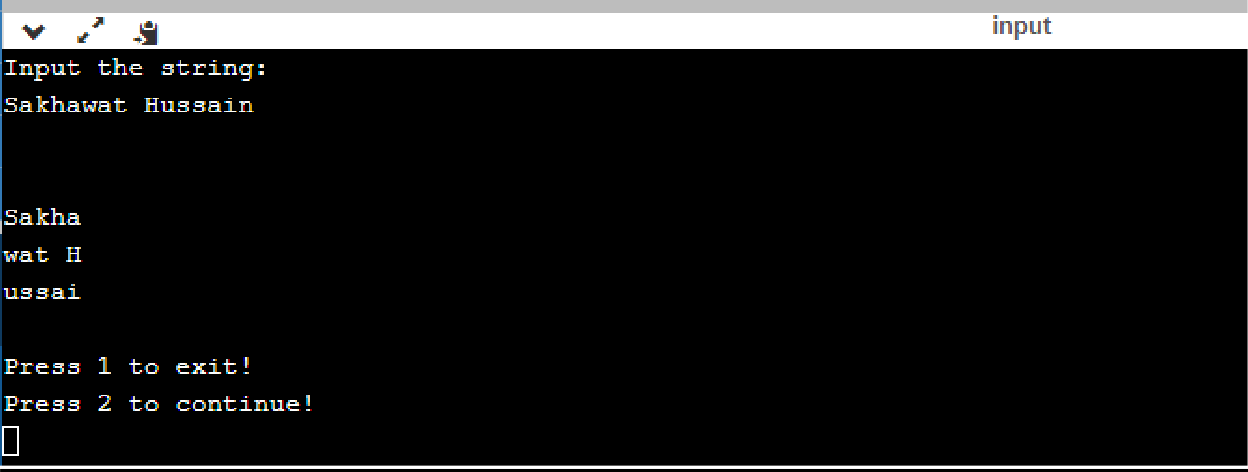 input
Input the string:
Sakhawat Hussain
Sakha
wat H
ussai
Press 1 to exit!
Press 2 to continue!